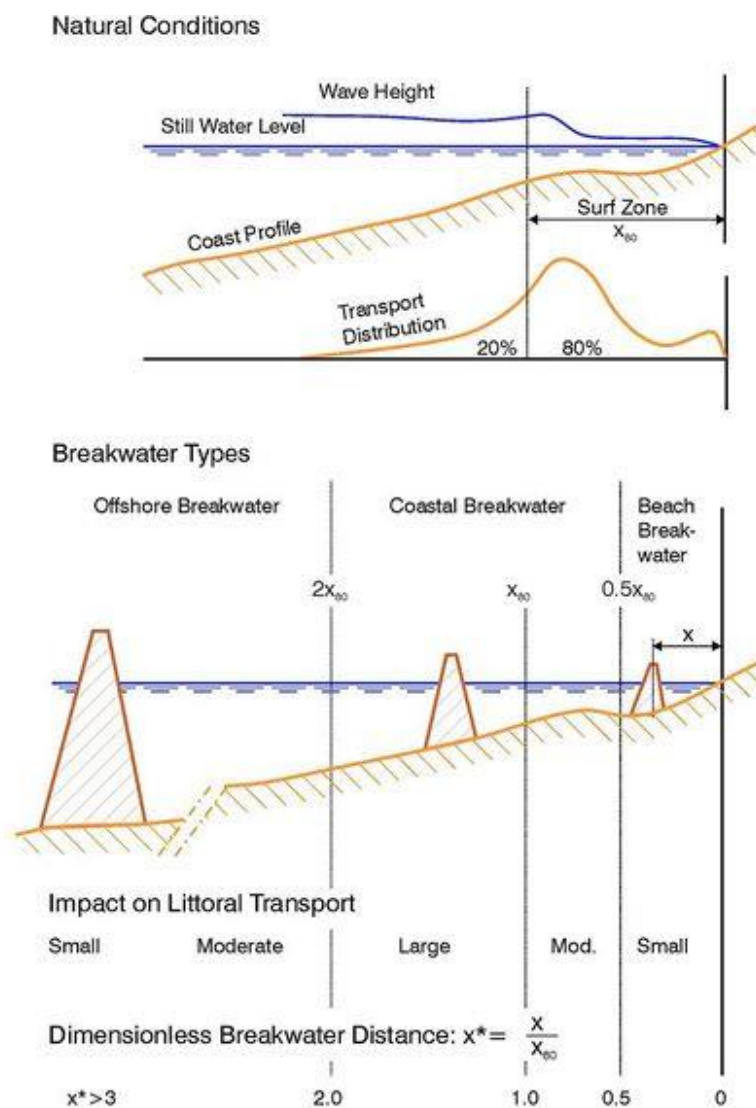 Natural Conditions
Wave Height
Still Water Level
Surf Zone
x₈₀
Coast Profile
Transport
Distribution
20% 80%
Breakwater Types
Offshore Breakwater Coastal Breakwater Beach
Break-
water
2x₈₀ x₈₀ 0.5x₈₀
x
Impact on Littoral Transport
Small Moderate Large Mod. Small
Dimensionless Breakwater Distance: x* = x
x₈₀
x*>3 2.0 1.0 0.5 0